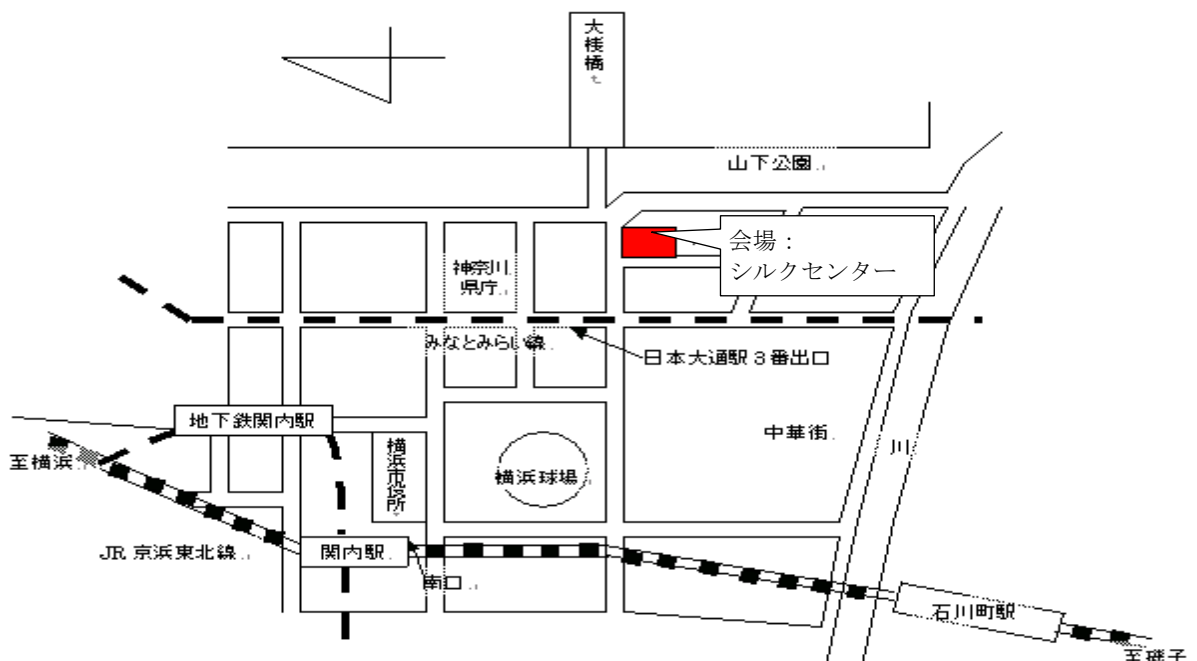 大桟橋
山下公園
会場：
シルクセンター
神奈川
県庁
みなとみらい線
日本大通駅３番出口
地下鉄関内駅
中華街
川
至横浜
横浜市役所
横浜球場
JR 京浜東北線
関内駅
南口
石川町駅
至磯子